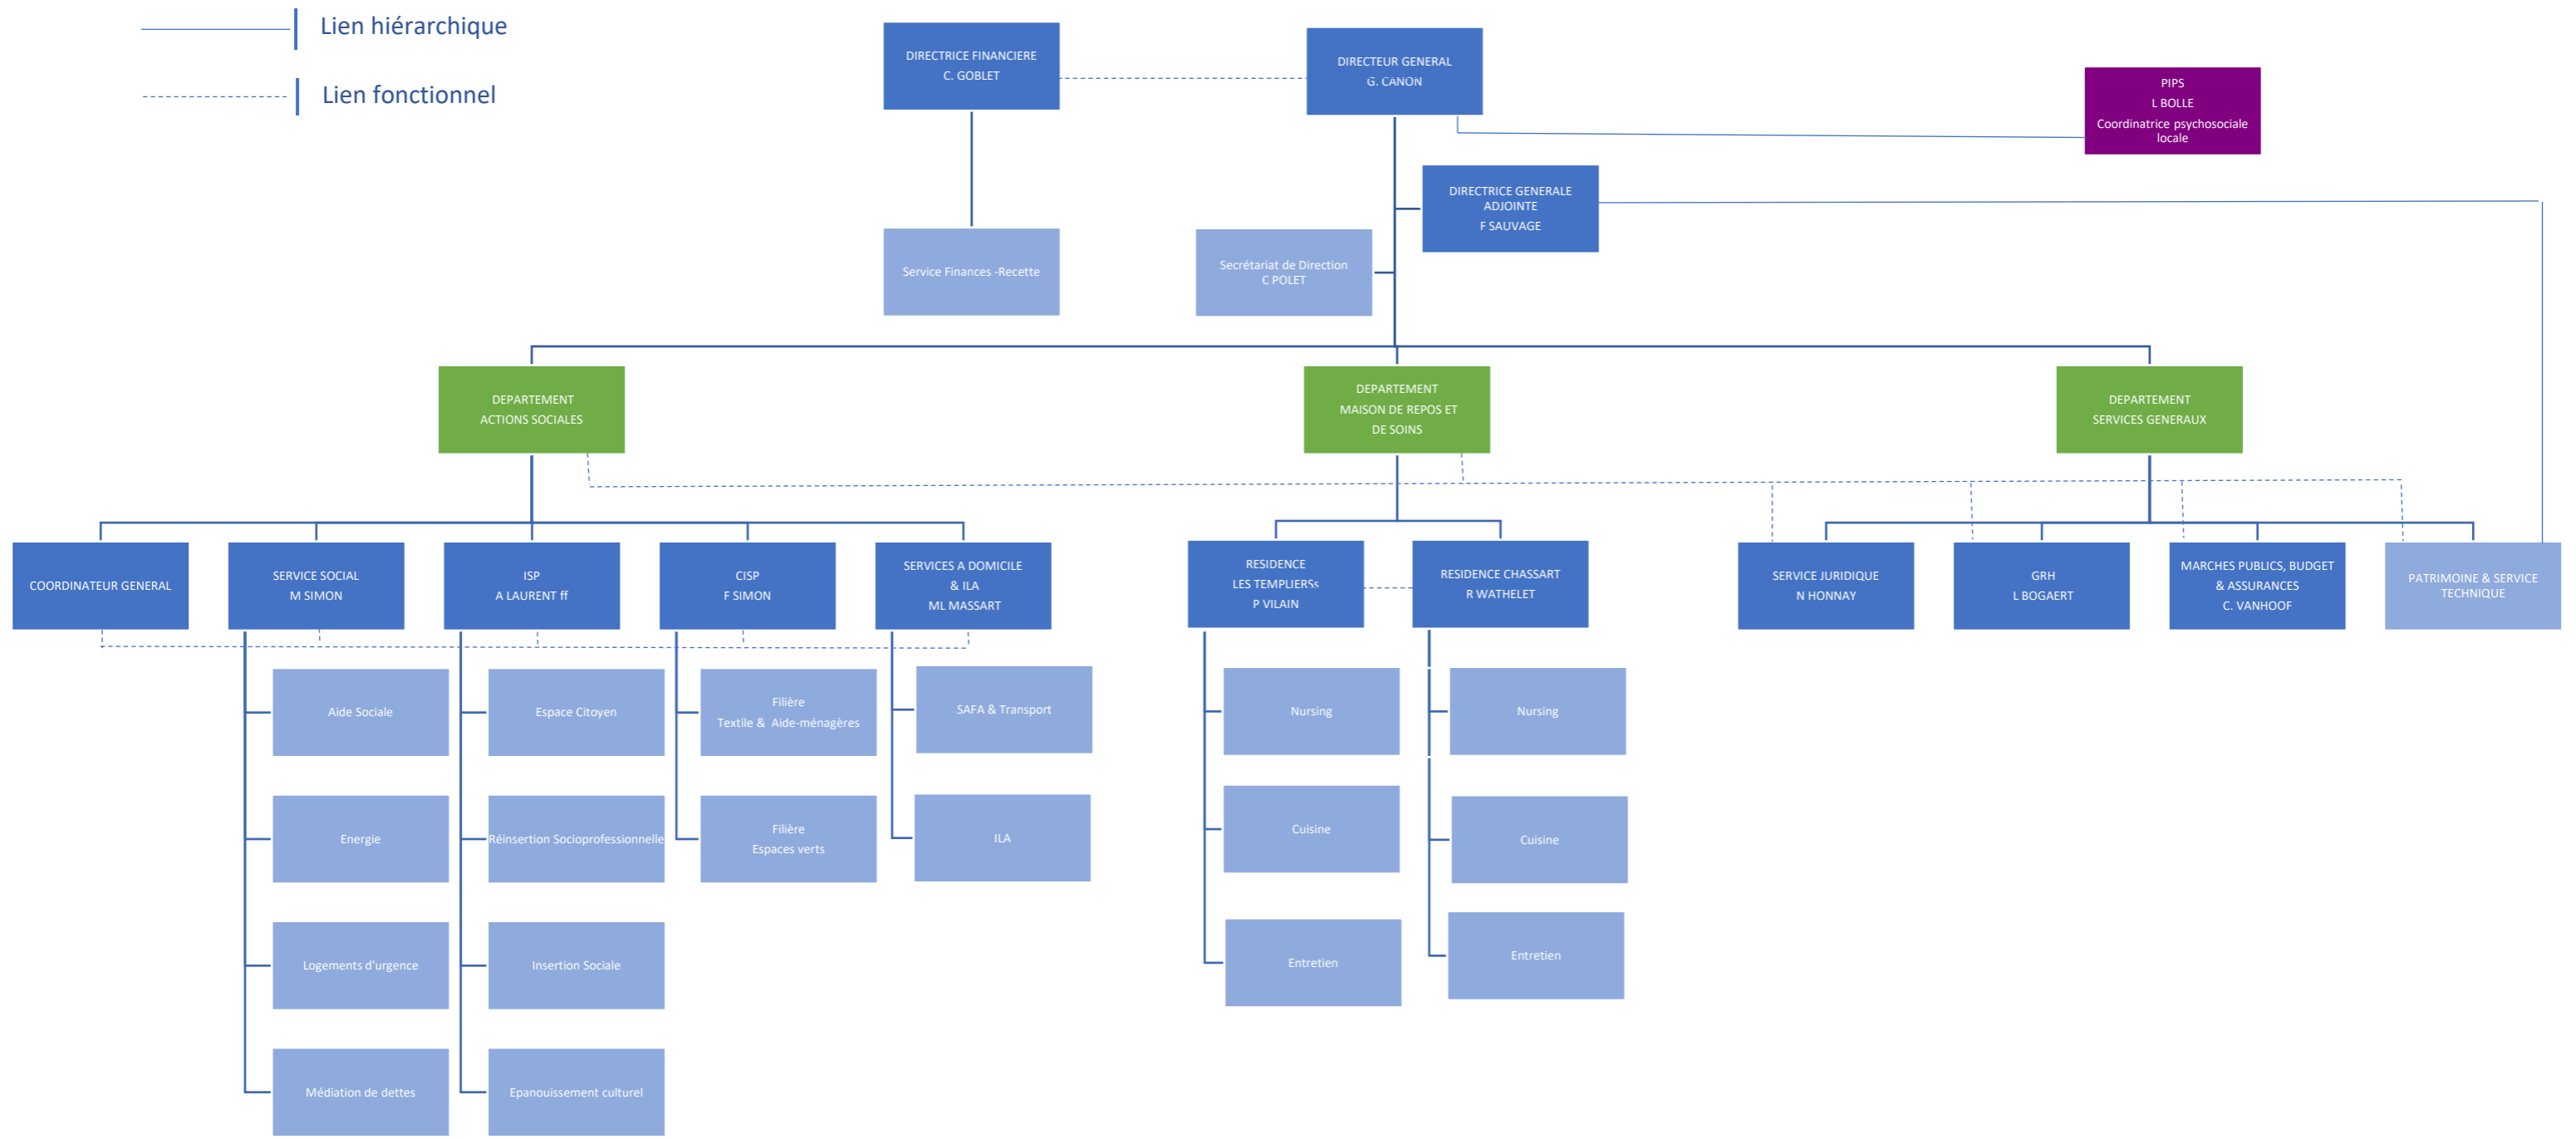 Lien hiérarchique
Lien fonctionnel
DIRECTRICE FINANCIERE
C. GOBLET
DIRECTEUR GENERAL
G. CANON
PIPS
L BOLLE
Coordinatrice psychosociale
locale
DIRECTRICE GENERALE
ADJOINTE
F SAUVAGE
Service Finances -Recette
Secrétariat de Direction
C POLET
DEPARTEMENT
ACTIONS SOCIALES
DEPARTEMENT
MAISON DE REPOS ET
DE SOINS
DEPARTEMENT
SERVICES GENERAUX
COORDINATEUR GENERAL
SERVICE SOCIAL
M SIMON
ISP
A LAURENT ff
CISP
F SIMON
SERVICES A DOMICILE
& ILA
ML MASSART
RESIDENCE
LES TEMPLIERSs
P VILAIN
RESIDENCE CHASSART
R WATHELET
SERVICE JURIDIQUE
N HONNAY
GRH
L BOGAERT
MARCHES PUBLICS, BUDGET
& ASSURANCES
C. VANHOOF
PATRIMOINE & SERVICE
TECHNIQUE
Aide Sociale
Espace Citoyen
Filière
Textile & Aide-ménagères
SAFA & Transport
Nursing
Nursing
Energie
Réinsertion Socioprofessionnelle
Filière
Espaces verts
ILA
Cuisine
Cuisine
Logements d'urgence
Insertion Sociale
Entretien
Entretien
Médiation de dettes
Epanouissement culturel